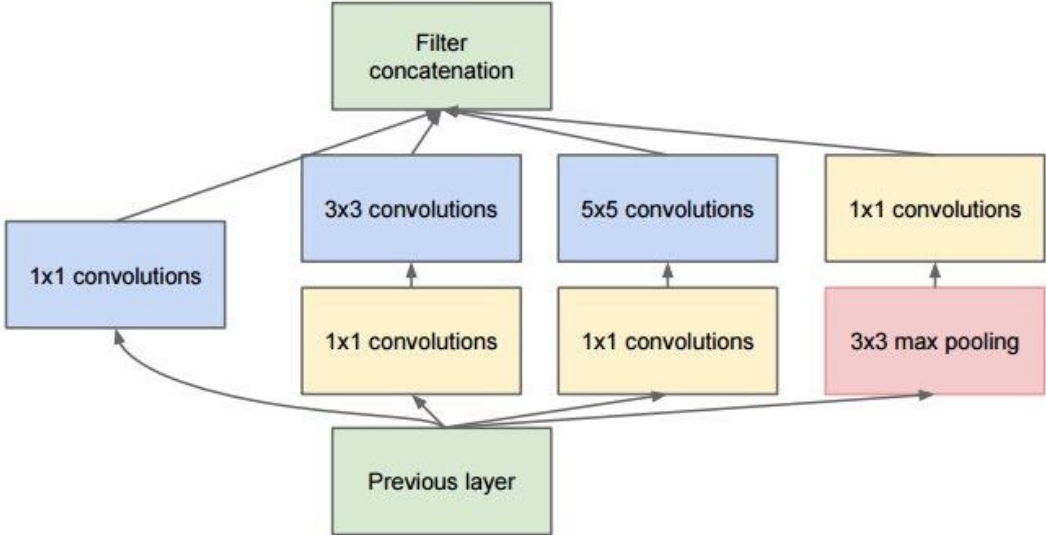 Filter
concatenation
3x3 convolutions
5x5 convolutions
1x1 convolutions
1x1 convolutions
1x1 convolutions
1x1 convolutions
3x3 max pooling
Previous layer